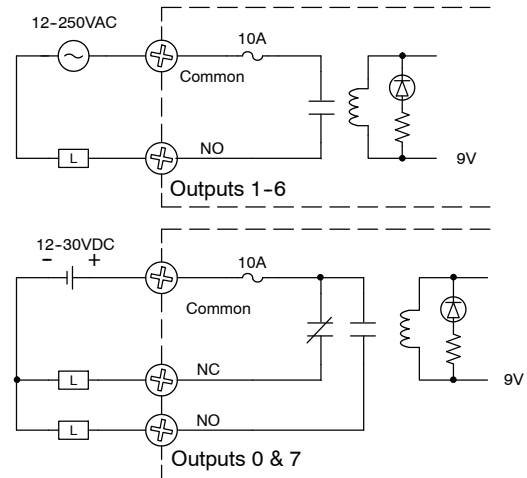 12-250VAC
10A
Common
L
NO
9V
Outputs 1-6
12-30VDC
- +
10A
Common
L
NC
9V
L
NO
Outputs 0 & 7